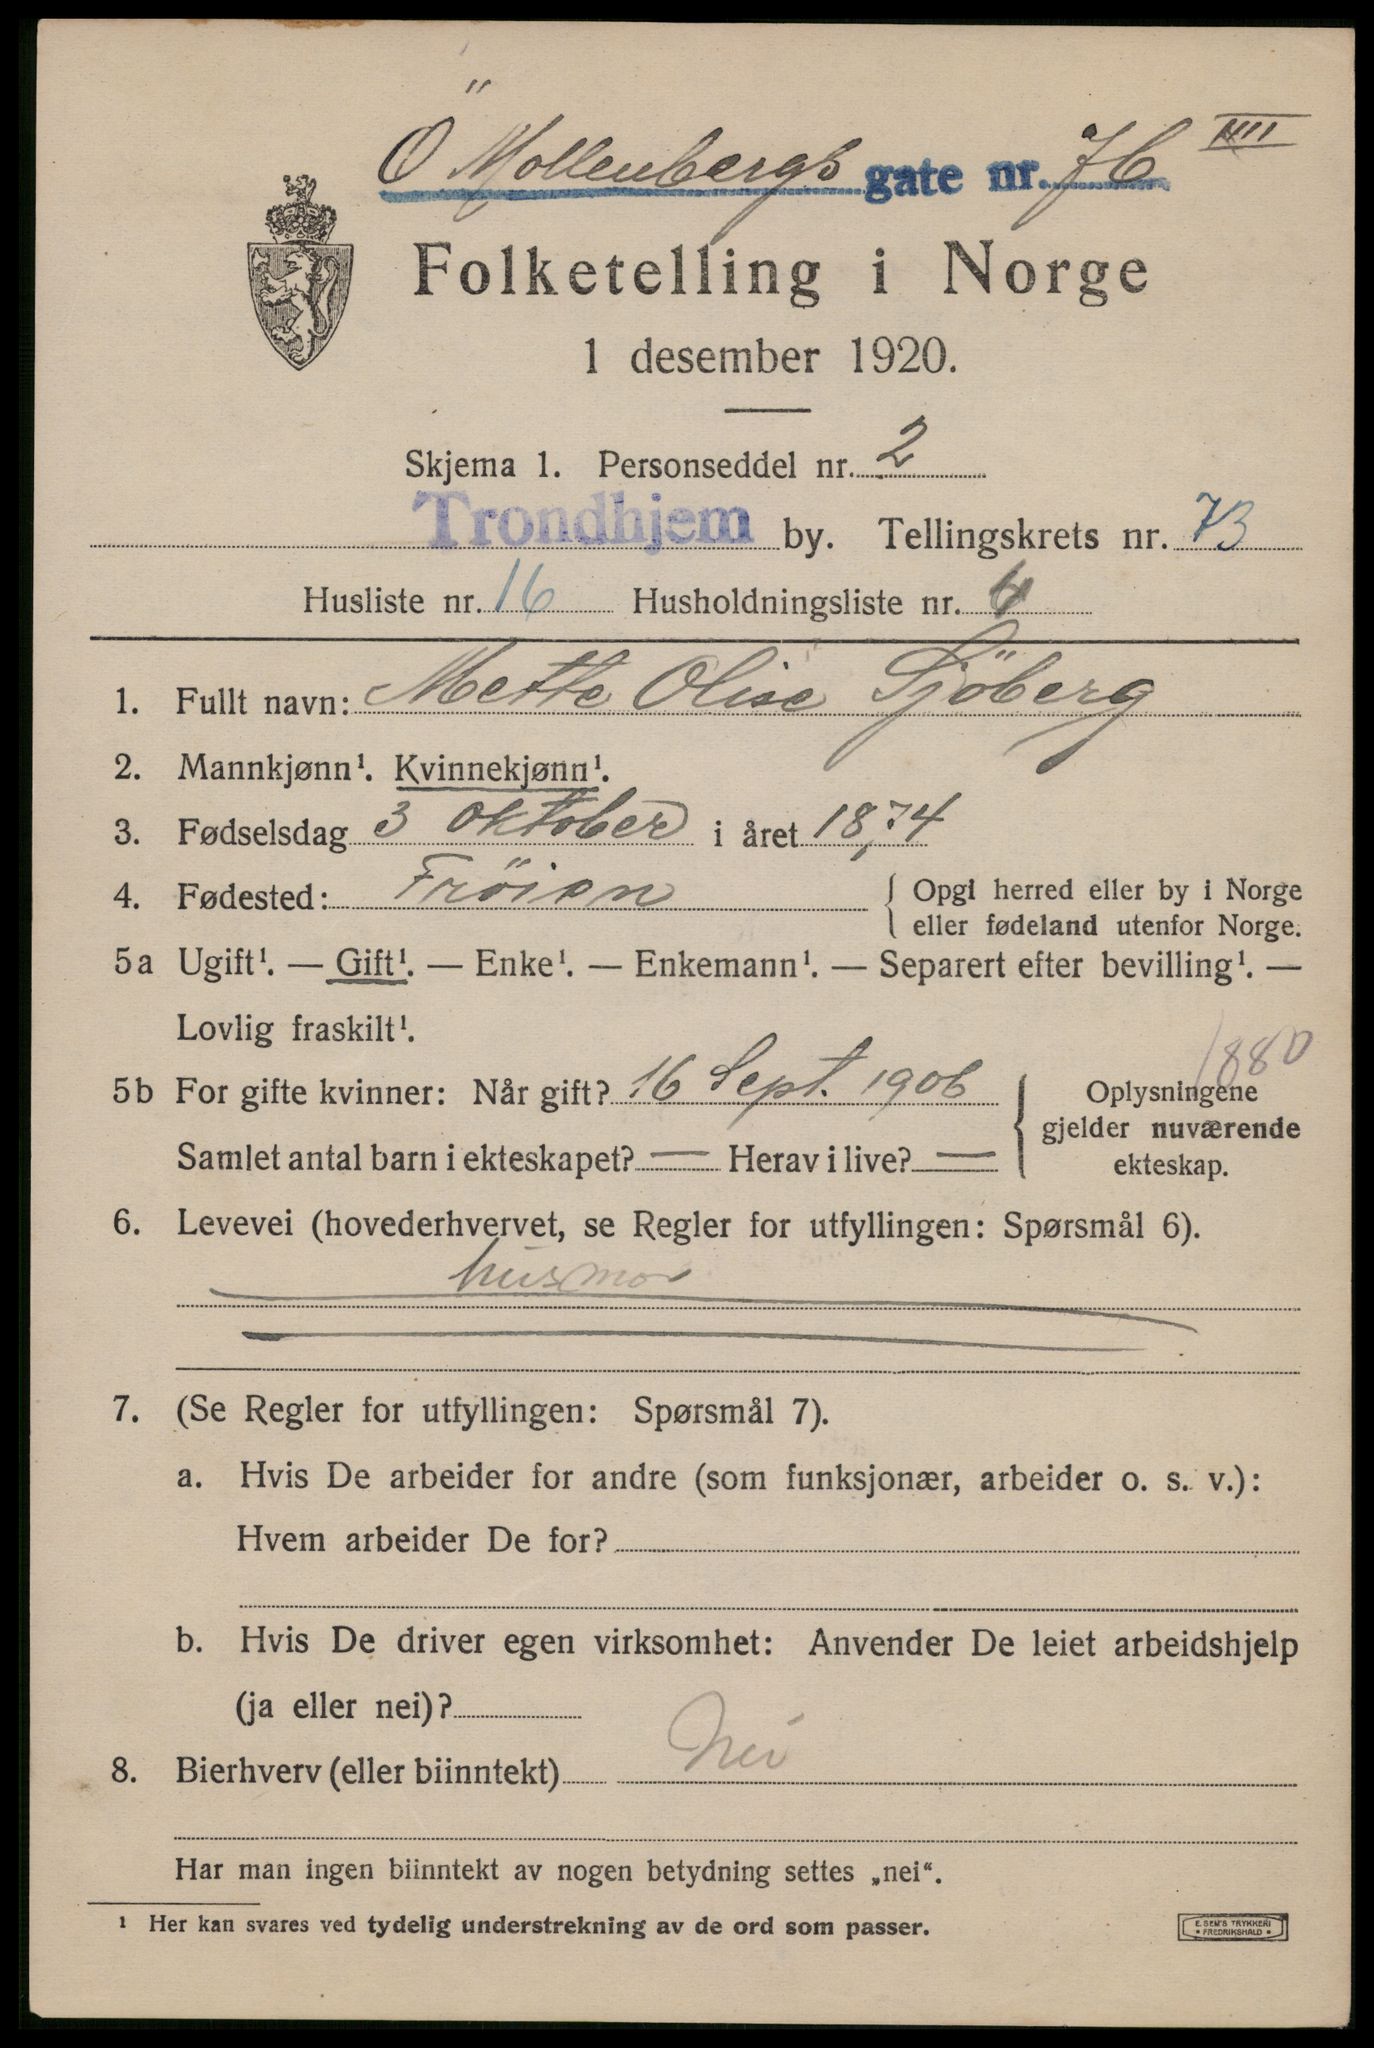 Ö Mollenbergs gate nr. 7C IIII
Folketelling i Norge
1 desember 1920.
Skjema 1. Personseddel nr. 2
Trondhjem by. Tellingskrets nr. 73
Husliste nr. 16 Husholdningsliste nr.
1. Fullt navn: Mette Olise Sjöberg
2. Mannkjønn¹. Kvinnekjønn¹.
3. Fødselsdag 3 Oktober i året 1874
4. Fødested: Fröien { Opgi herred eller by i Norge
eller fødeland utenfor Norge.
5a Ugift¹. — Gift¹. — Enke¹. — Enkemann¹. — Separert efter bevilling¹. —
Lovlig fraskilt¹.
1880
5b For gifte kvinner: Når gift? 16 Sept. 1906 { Oplysningene
gjelder nuværende
Samlet antal barn i ekteskapet? — Herav i live? — ekteskap.
6. Levevei (hovederhvervet, se Regler for utfyllingen: Spørsmål 6).
husmor
7. (Se Regler for utfyllingen: Spørsmål 7).
a. Hvis De arbeider for andre (som funksjonær, arbeider o. s. v.):
Hvem arbeider De for?
b. Hvis De driver egen virksomhet: Anvender De leiet arbeidshjelp
(ja eller nei)?
8. Bierhverv (eller biinntekt) Nei
Har man ingen biinntekt av nogen betydning settes „nei“.
¹ Her kan svares ved tydelig understrekning av de ord som passer.
E. SEM'S TRYKKERI
* FREDRIKSHALD *